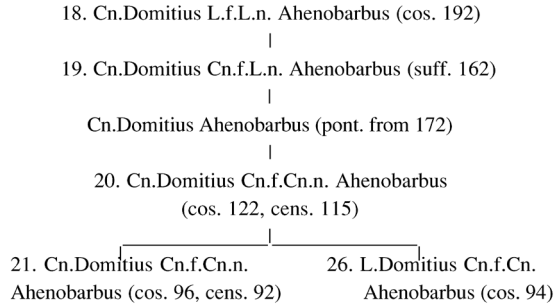 18. Cn.Domitius L.f.L.n. Ahenobarbus (cos. 192)
19. Cn.Domitius Cn.f.L.n. Ahenobarbus (suff. 162)
Cn.Domitius Ahenobarbus (pont. from 172)
20. Cn.Domitius Cn.f.Cn.n. Ahenobarbus
(cos. 122, cens. 115)
21. Cn.Domitius Cn.f.Cn.n.
Ahenobarbus (cos. 96, cens. 92)
26. L.Domitius Cn.f.Cn.
Ahenobarbus (cos. 94)